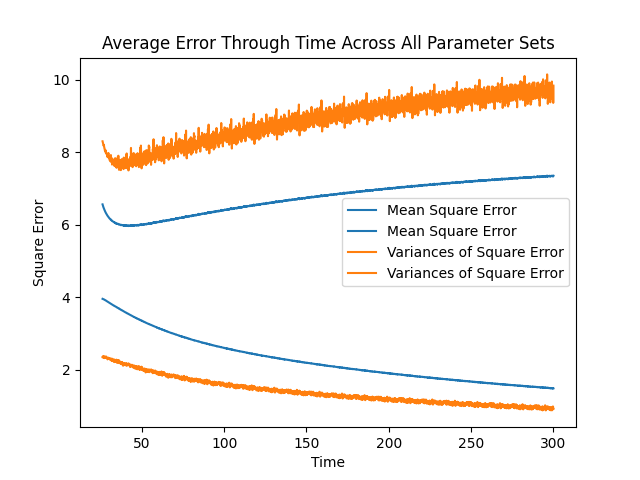 Average Error Through Time Across All Parameter Sets
10
8
6
4
2
Square Error
Mean Square Error
Mean Square Error
Variances of Square Error
Variances of Square Error
50 100 150 200 250 300
Time